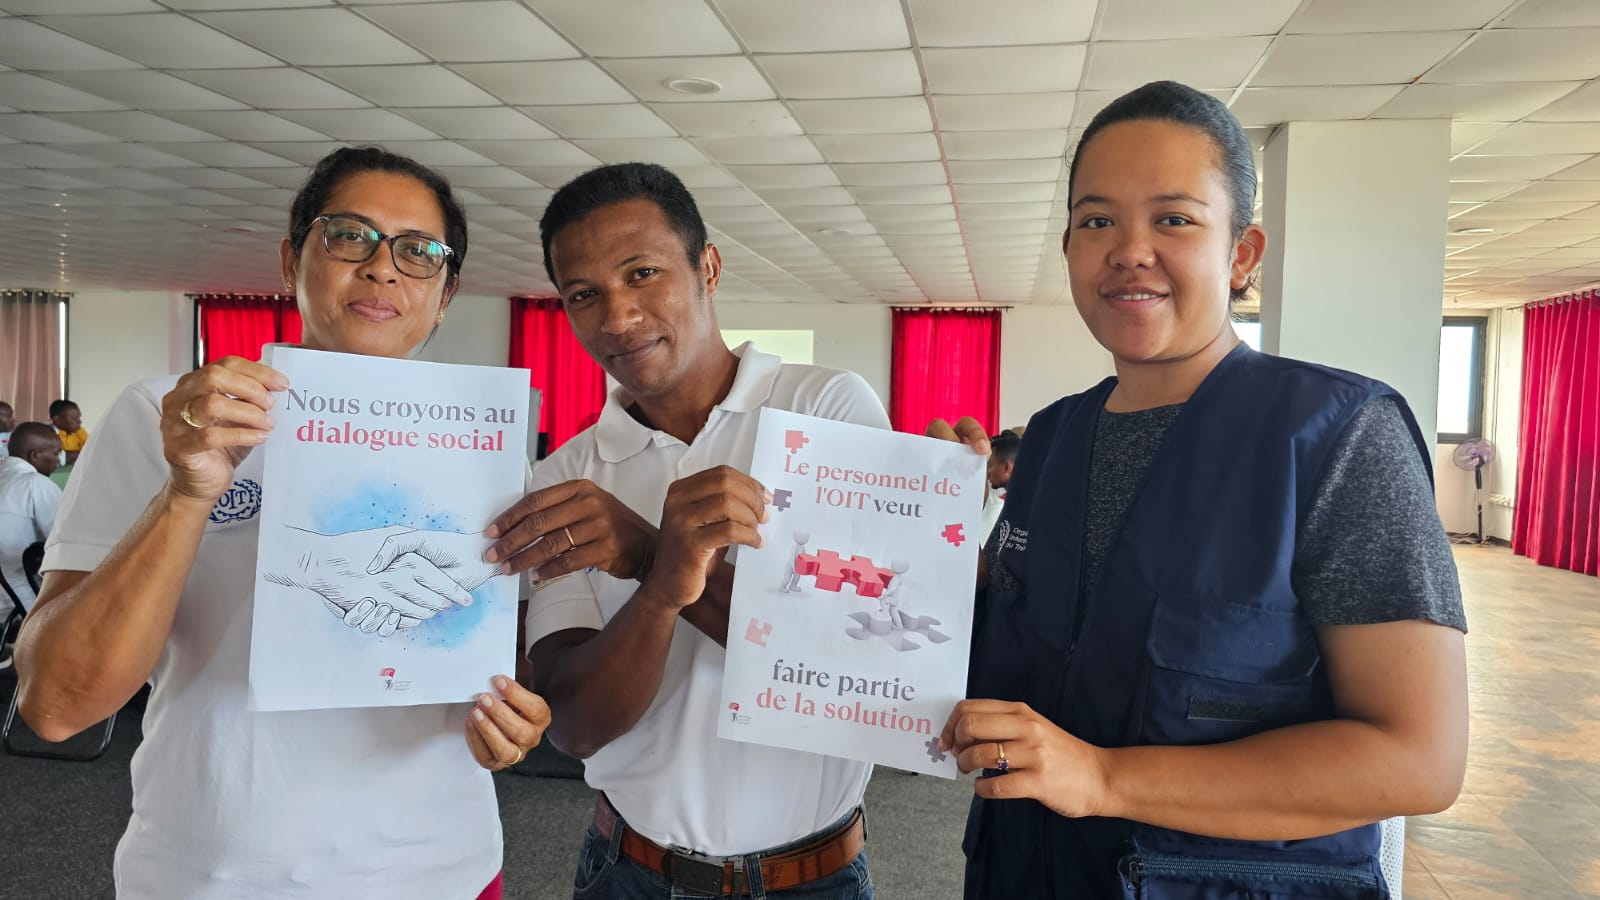 Nous croyons au
dialogue social
OIT
Le personnel de
l'OIT veut
faire partie
de la solution